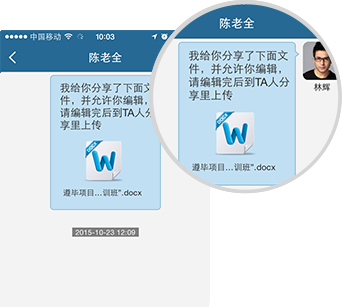 中国移动 10:03
陈老全
我给你分享了下面文
件，并允许你编辑，
请编辑完后到TA人分
享里上传
W
遵毕项目...训班".docx
2015-10-23 12:09
陈老全
我给你分享了下面文
件，并允许你编辑，
请编辑完后到TA人分
享里上传
林辉
W
遵毕项目...训班".docx